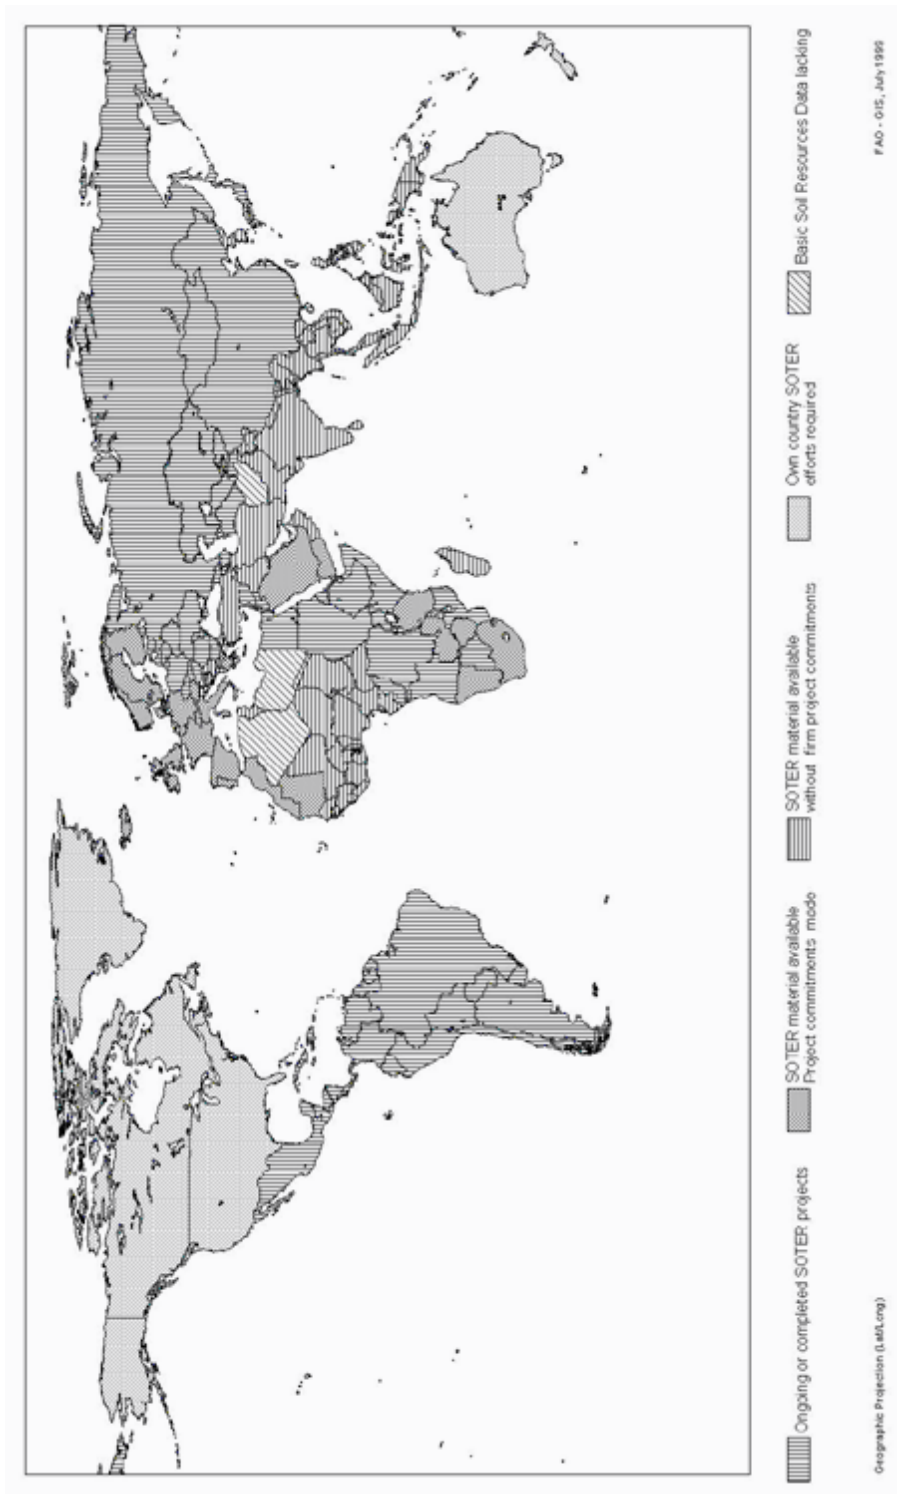 Ongoing or completed SOTER projects
SOTER material available
Project commitments modo
SOTER material available
without firm project commitments
Own country SOTER
efforts required
Basic Soil Resources Data lacking
Geographic Projection (Lat/Long)
FAO - GIS, July 1999